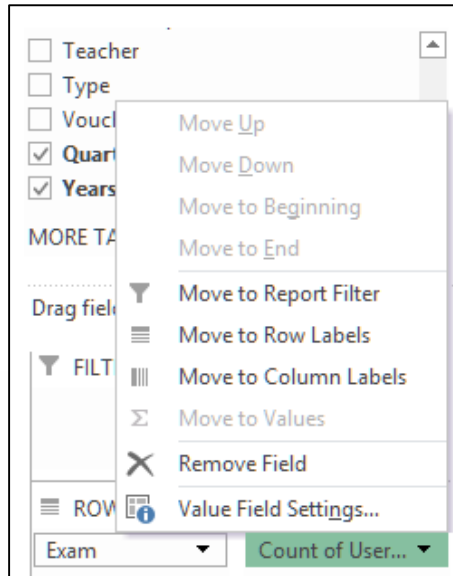 Teacher
Type
Vouc
Quart
Years
MORE TA
Drag fiel
FILT
ROW
Move Up
Move Down
Move to Beginning
Move to End
Move to Report Filter
Move to Row Labels
Move to Column Labels
Move to Values
Remove Field
Value Field Settings...
Exam
Count of User...